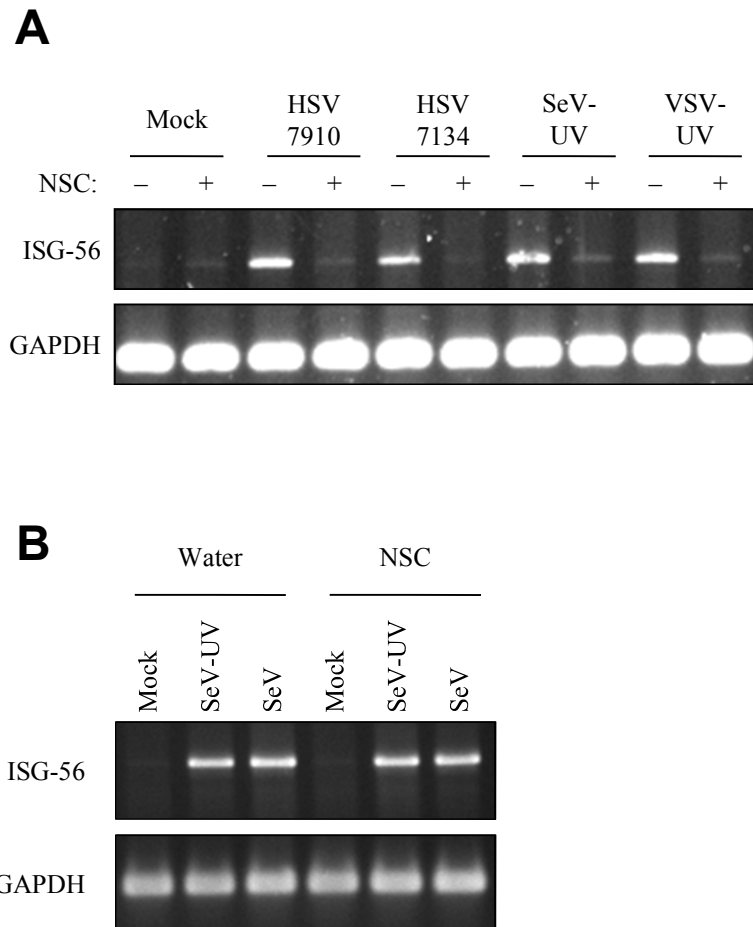 A
Mock
HSV
7910
HSV
7134
SeV-
UV
VSV-
UV
NSC: – + – + – + – + – +
ISG-56
GAPDH
B
Water NSC
Mock SeV-UV SeV Mock SeV-UV SeV
ISG-56
GAPDH